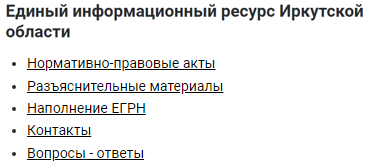 Единый информационный ресурс Иркутской
области
Нормативно-правовые акты
Разъяснительные материалы
Наполнение ЕГРН
Контакты
Вопросы - ответы